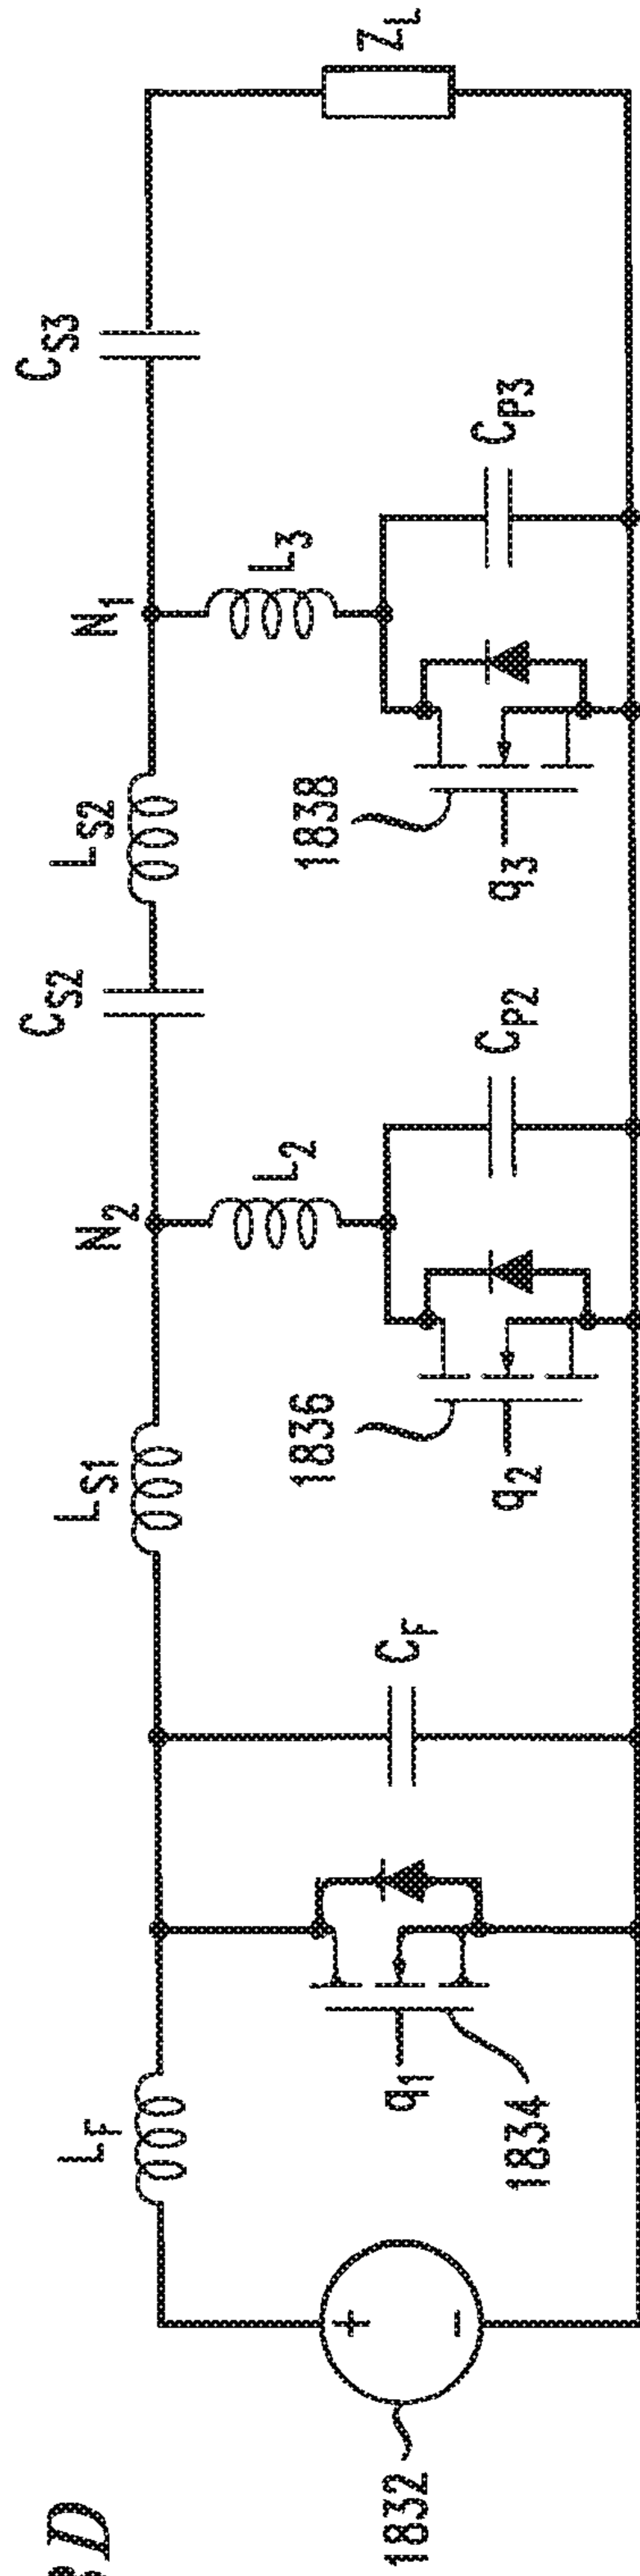 L_F
L_S1
N_2
C_S2
L_S2
N_1
C_S3
Z_L
L_2
L_3
1836
1838
C_F
C_P2
C_P3
q_1
q_2
q_3
1832
1834
+
-